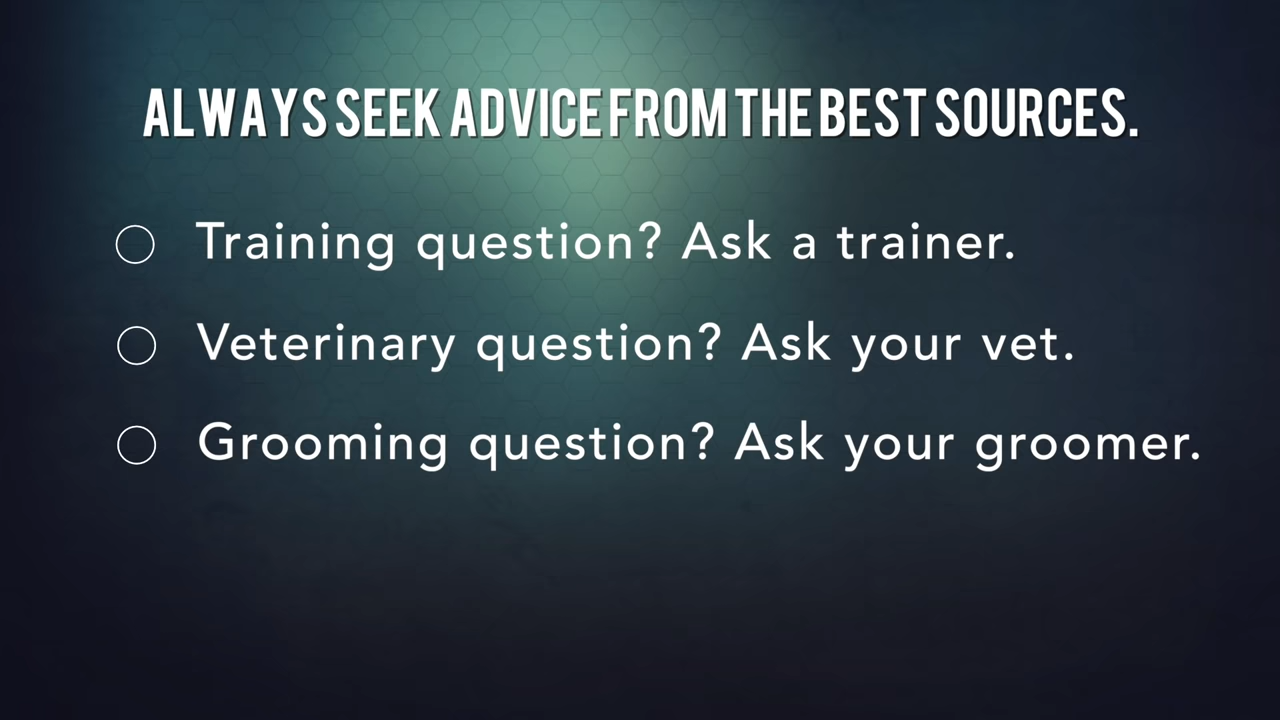 ALWAYS SEEK ADVICE FROM THE BEST SOURCES.
Training question? Ask a trainer.
Veterinary question? Ask your vet.
Grooming question? Ask your groomer.